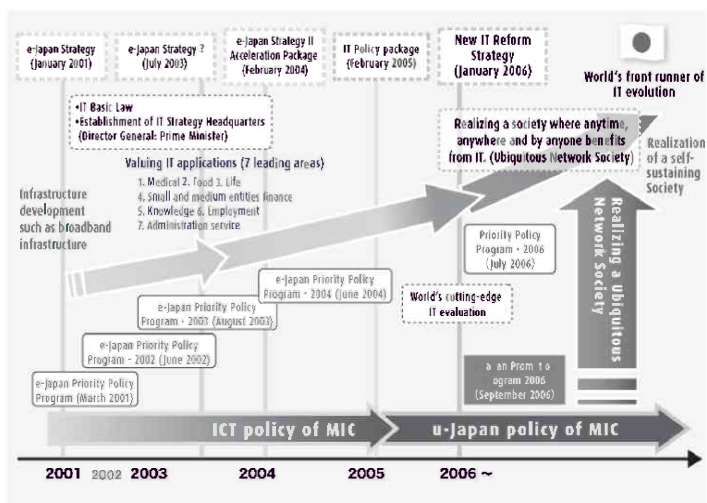 e-Japan Strategy
(January 2001)
e-Japan Strategy ?
(July 2003)
e-Japan Strategy II
Acceleration Package
(February 2004)
IT Policy package
(February 2005)
New IT Reform
Strategy
(January 2006)
World's front runner of
IT evolution
•IT Basic Law
•Establishment of IT Strategy Headquarters
(Director General: Prime Minister)
Realizing a society where anytime,
anywhere and by anyone benefits
from IT. (Ubiquitous Network Society)
Realization
of a self-
sustaining
Society
Valuing IT applications (7 leading areas)
1. Medical 2. Food 3. Life
4. Small and medium entities finance
5. Knowledge 6. Employment
7. Administration service
Infrastructure
development
such as broadband
infrastructure
Realizing a Ubiquitous
Network Society
Priority Policy
Program - 2006
(July 2006)
e-Japan Priority Policy
Program - 2004 (June 2004)
World's cutting-edge
IT evaluation
e-Japan Priority Policy
Program - 2003 (August 2003)
e-Japan Priority Policy
Program - 2002 (June 2002)
e-Japan Priority Policy
Program (March 2001)
2006
(September 2006)
ICT policy of MIC
u-Japan policy of MIC
2001 2002 2003 2004 2005 2006 ~